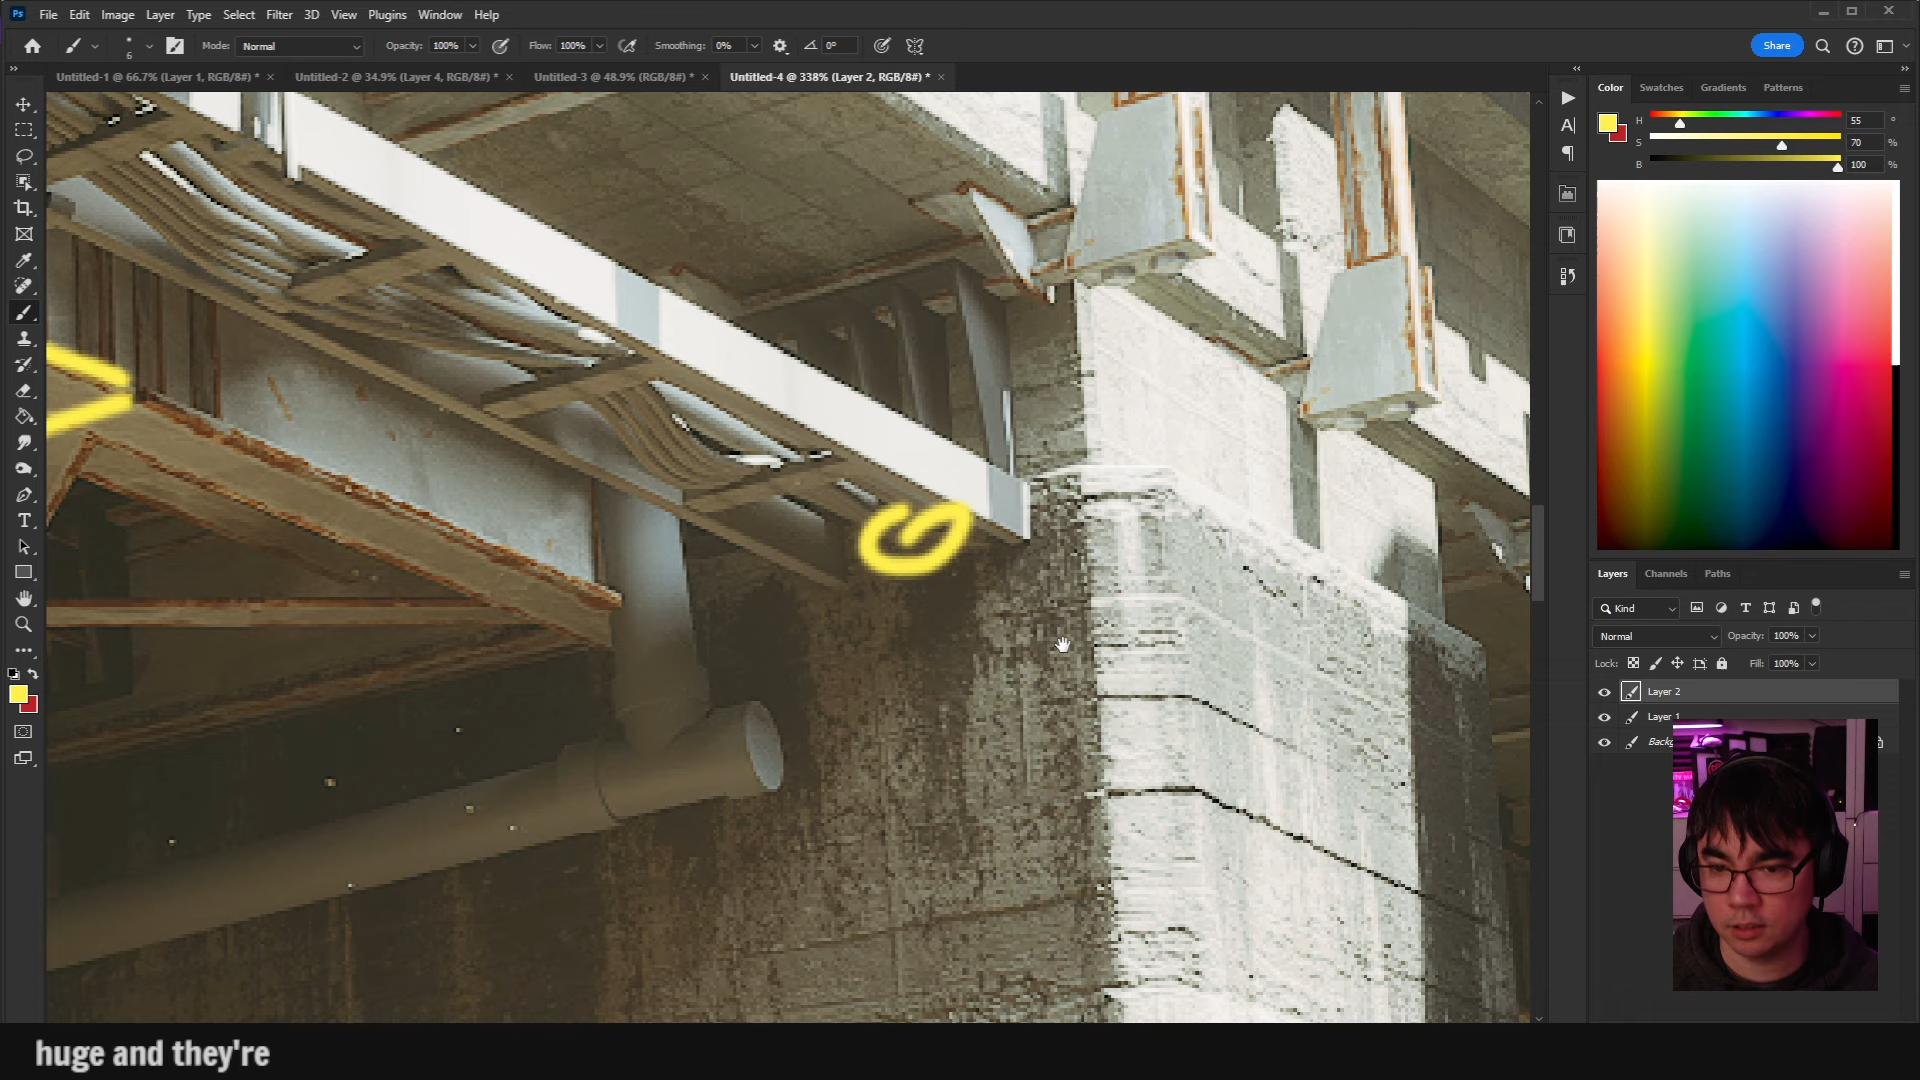 Ps File Edit Image Layer Type Select Filter 3D View Plugins Window Help
6 Mode: Normal Opacity: 100% Flow: 100% Smoothing: 0% 0° Share
Untitled-1 @ 66.7% (Layer 1, RGB/8#) * × Untitled-2 @ 34.9% (Layer 4, RGB/8#) * × Untitled-3 @ 48.9% (RGB/8#) * × Untitled-4 @ 338% (Layer 2, RGB/8#) * ×
Color Swatches Gradients Patterns
H 55 °
S 70 %
B 100 %
Layers Channels Paths
Kind
Normal Opacity: 100%
Lock: Fill: 100%
Layer 2
Layer 1
Backg
huge and they're